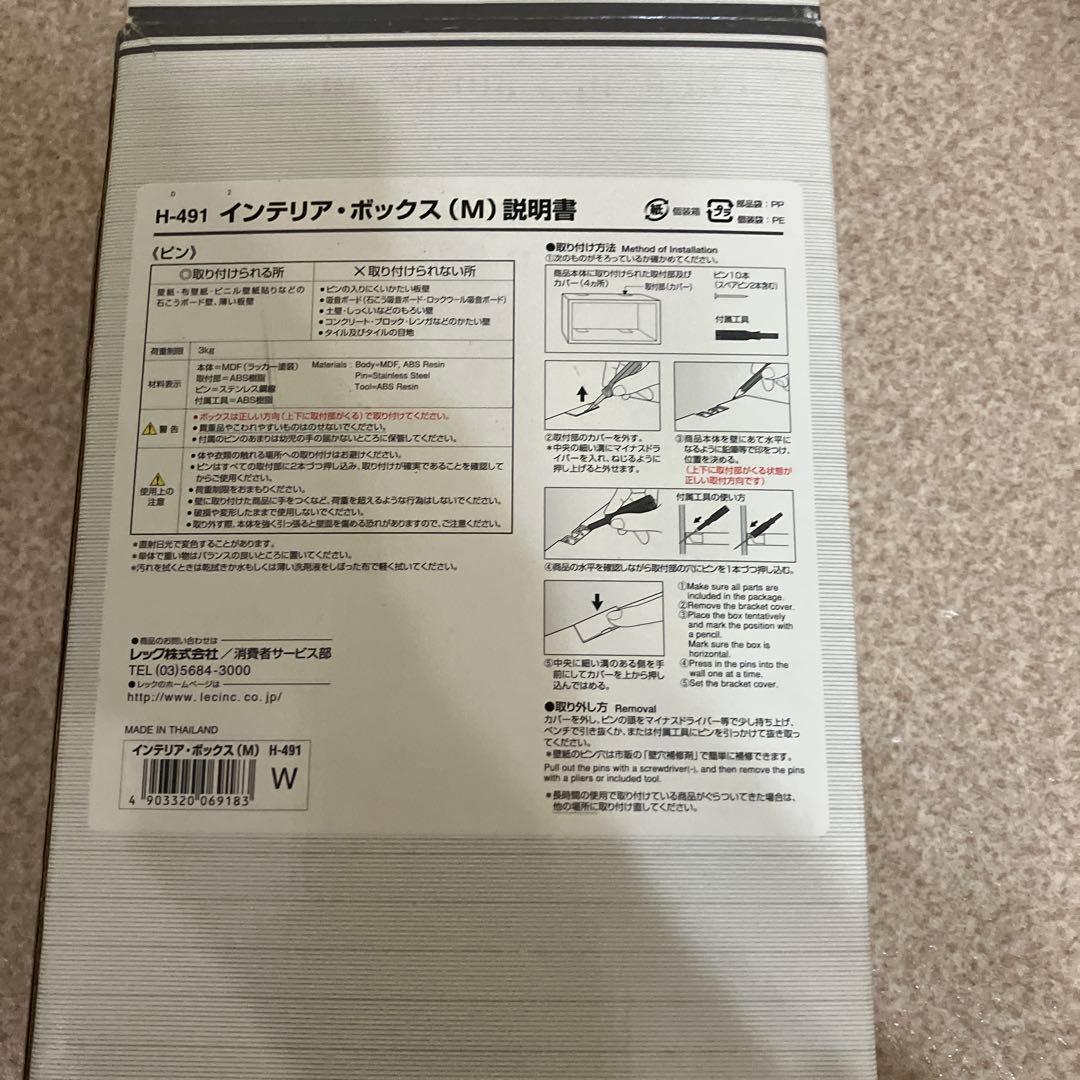 D 2
H-491 インテリア・ボックス(M)説明書
紙 個装箱
プラ 部品袋:PP
個装袋:PE
《ピン》
◎取り付けられる所
×取り付けられない所
壁紙・布壁紙・ビニル壁紙貼りなどの
石こうボード壁、薄い板壁
•ピンの入りにくいかたい板壁
•吸音ボード(石こう吸音ボード・ロックウール吸音ボード)
•土壁・しっくいなどのもろい壁
•コンクリート・ブロック・レンガなどのかたい壁
•タイル及びタイルの目地
荷重制限 3kg
材料表示
本体=MDF(ラッカー塗装)
取付部=ABS樹脂
ピン=ステンレス鋼線
付属工具=ABS樹脂
Materials : Body=MDF, ABS Resin
Pin=Stainless Steel
Tool=ABS Resin
警告
•ボックスは正しい方向(上下に取付部がくる)で取り付けてください。
•貴重品やこわれやすいものはのせないでください。
•付属のピンのあまりは幼児の手の届かないところに保管してください。
使用上の
注意
•体や衣類の触れる場所への取り付けはお避けください。
•ピンはすべての取付部に2本づつ押し込み、取り付けが確実であることを確認して
からご使用ください。
•荷重制限をおまもりください。
•壁に取り付けた商品に手をつくなど、荷重を超えるような行為はしないでください。
•破損や変形したままで使用しないでください。
•取り外す際、本体を強く引っ張ると壁面を傷める恐れがありますので、ご注意ください。
*直射日光で変色することがあります。
*単体で重い物はバランスの良いところに置いてください。
*汚れを拭くときは乾拭きか水もしくは薄い洗剤液をしぼった布で軽く拭いてください。
●商品のお問い合わせは
レック株式会社/消費者サービス部
TEL (03)5684-3000
●レックのホームページは
http://www.lecinc.co.jp/
MADE IN THAILAND
インテリア・ボックス(M) H-491
W
4 903320 069183
●取り付け方法 Method of Installation
①次のものがそろっているか確かめてください。
商品本体に取り付けられた取付部及び
カバー(4ヵ所)
取付部(カバー)
ピン10本
(スペアピン2本含む)
付属工具
②取付部のカバーを外す。
*中央の細い溝にマイナスドラ
イバーを入れ、ねじるように
押し上げると外せます。
③商品本体を壁にあて水平に
なるように鉛筆等で印をつけ、
位置を決める。
(上下に取付部がくる状態が
正しい取付方向です)
付属工具の使い方
④商品の水平を確認しながら取付部の穴にピンを1本づつ押し込む。
⑤中央に細い溝のある側を手
前にしてカバーを上から押し
込んではめる。
①Make sure all parts are
included in the package.
②Remove the bracket cover.
③Place the box tentatively
and mark the position with
a pencil.
Mark sure the box is
horizontal.
④Press in the pins into the
wall one at a time.
⑤Set the bracket cover.
●取り外し方 Removal
カバーを外し、ピンの頭をマイナスドライバー等で少し持ち上げ、
ペンチで引き抜くか、または付属工具にピンを引っかけて抜き取っ
てください。
*壁紙のピン穴は市販の「壁穴補修剤」で簡単に補修できます。
Pull out the pins with a screwdriver(-), and then remove the pins
with a pliers or included tool.
*長時間の使用で取り付けている商品がぐらついてきた場合は、
他の場所に取り付け直してください。